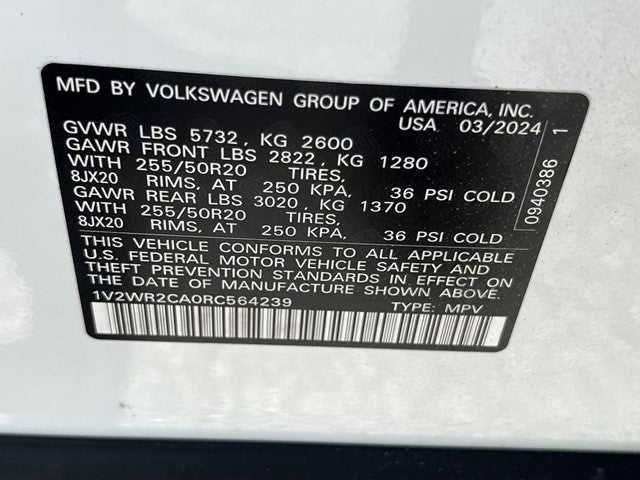 MFD BY VOLKSWAGEN GROUP OF AMERICA, INC.
USA 03/2024
GVWR LBS 5732, KG 2600
GAWR FRONT LBS 2822, KG 1280
WITH 255/50R20 TIRES,
8JX20 RIMS, AT 250 KPA, 36 PSI COLD
GAWR REAR LBS 3020, KG 1370
WITH 255/50R20 TIRES,
8JX20 RIMS, AT 250 KPA, 36 PSI COLD
THIS VEHICLE CONFORMS TO ALL APPLICABLE
U.S. FEDERAL MOTOR VEHICLE SAFETY AND
THEFT PREVENTION STANDARDS IN EFFECT ON
THE DATE OF MANUFACTURE SHOWN ABOVE.
1V2WR2CA0RC564239 TYPE: MPV
0940386 1